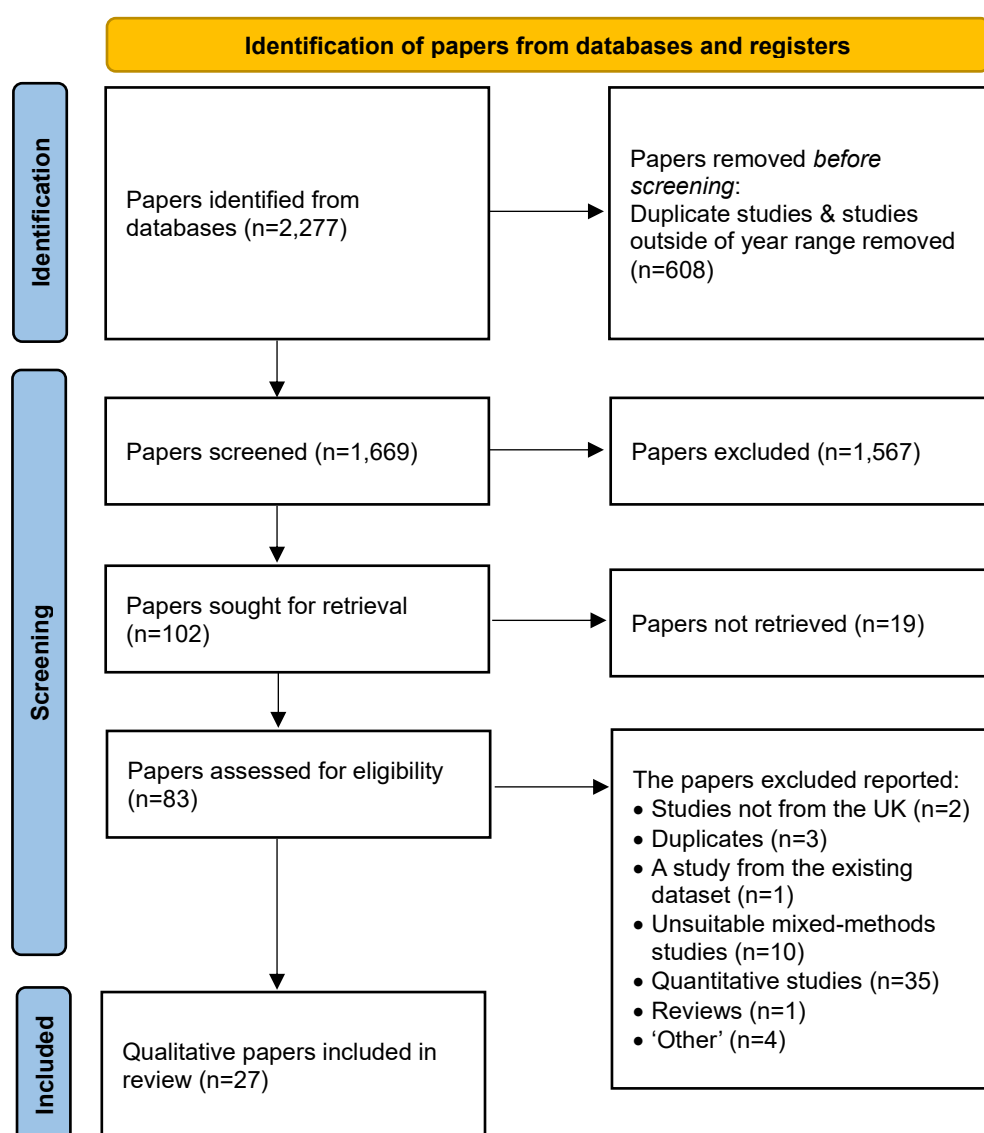 Identification of papers from databases and registers
Identification
Papers identified from
databases (n=2,277)
Papers removed before
screening:
Duplicate studies & studies
outside of year range removed
(n=608)
Screening
Papers screened (n=1,669)
Papers excluded (n=1,567)
Papers sought for retrieval
(n=102)
Papers not retrieved (n=19)
Papers assessed for eligibility
(n=83)
The papers excluded reported:
• Studies not from the UK (n=2)
• Duplicates (n=3)
• A study from the existing
dataset (n=1)
• Unsuitable mixed-methods
studies (n=10)
• Quantitative studies (n=35)
• Reviews (n=1)
• ‘Other’ (n=4)
Included
Qualitative papers included in
review (n=27)